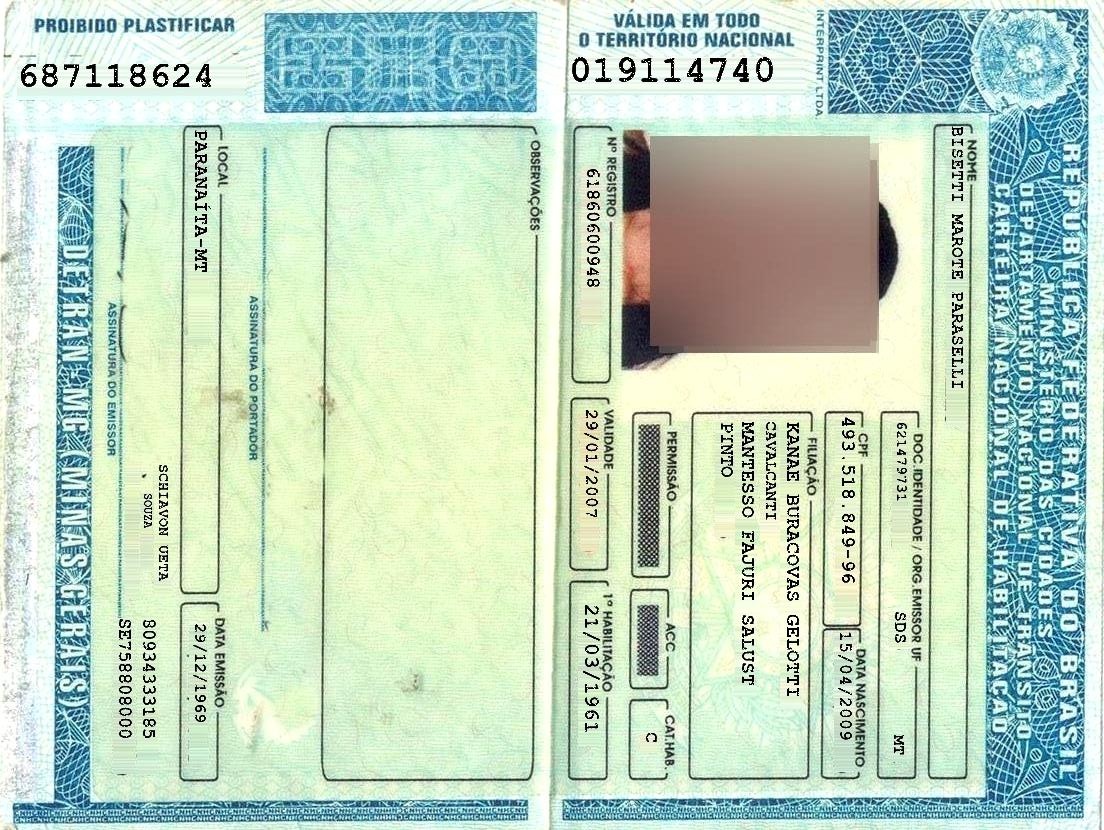 PROIBIDO PLASTIFICAR
687118624
VÁLIDA EM TODO
O TERRITÓRIO NACIONAL
019114740
INTERPRINT LTDA
REPÚBLICA FEDERATIVA DO BRASIL
MINISTÉRIO DAS CIDADES
DEPARTAMENTO NACIONAL DE TRÂNSITO
CARTEIRA NACIONAL DE HABILITAÇÃO
NOME
BISETTI MAROTE PARASELLI
DOC. IDENTIDADE / ORG. EMISSOR UF
621479731 SDS MT
CPF
493.518.849-96
DATA NASCIMENTO
15/04/2009
FILIAÇÃO
KANAE BURACOVAS GELOTTI
CAVALCANTI
MANTESSO FAJURI SALUST
PINTO
PERMISSÃO
ACC
CAT.HAB.
C
Nº REGISTRO
61860600948
VALIDADE
29/01/2007
1ª HABILITAÇÃO
21/03/1961
OBSERVAÇÕES
ASSINATURA DO PORTADOR
LOCAL
PARANAÍTA-MT
DATA EMISSÃO
29/12/1969
SCHIAVON UETA
SOUZA
80934333185
SE758808000
ASSINATURA DO EMISSOR
DETRAN-MG (MINAS GERAIS)